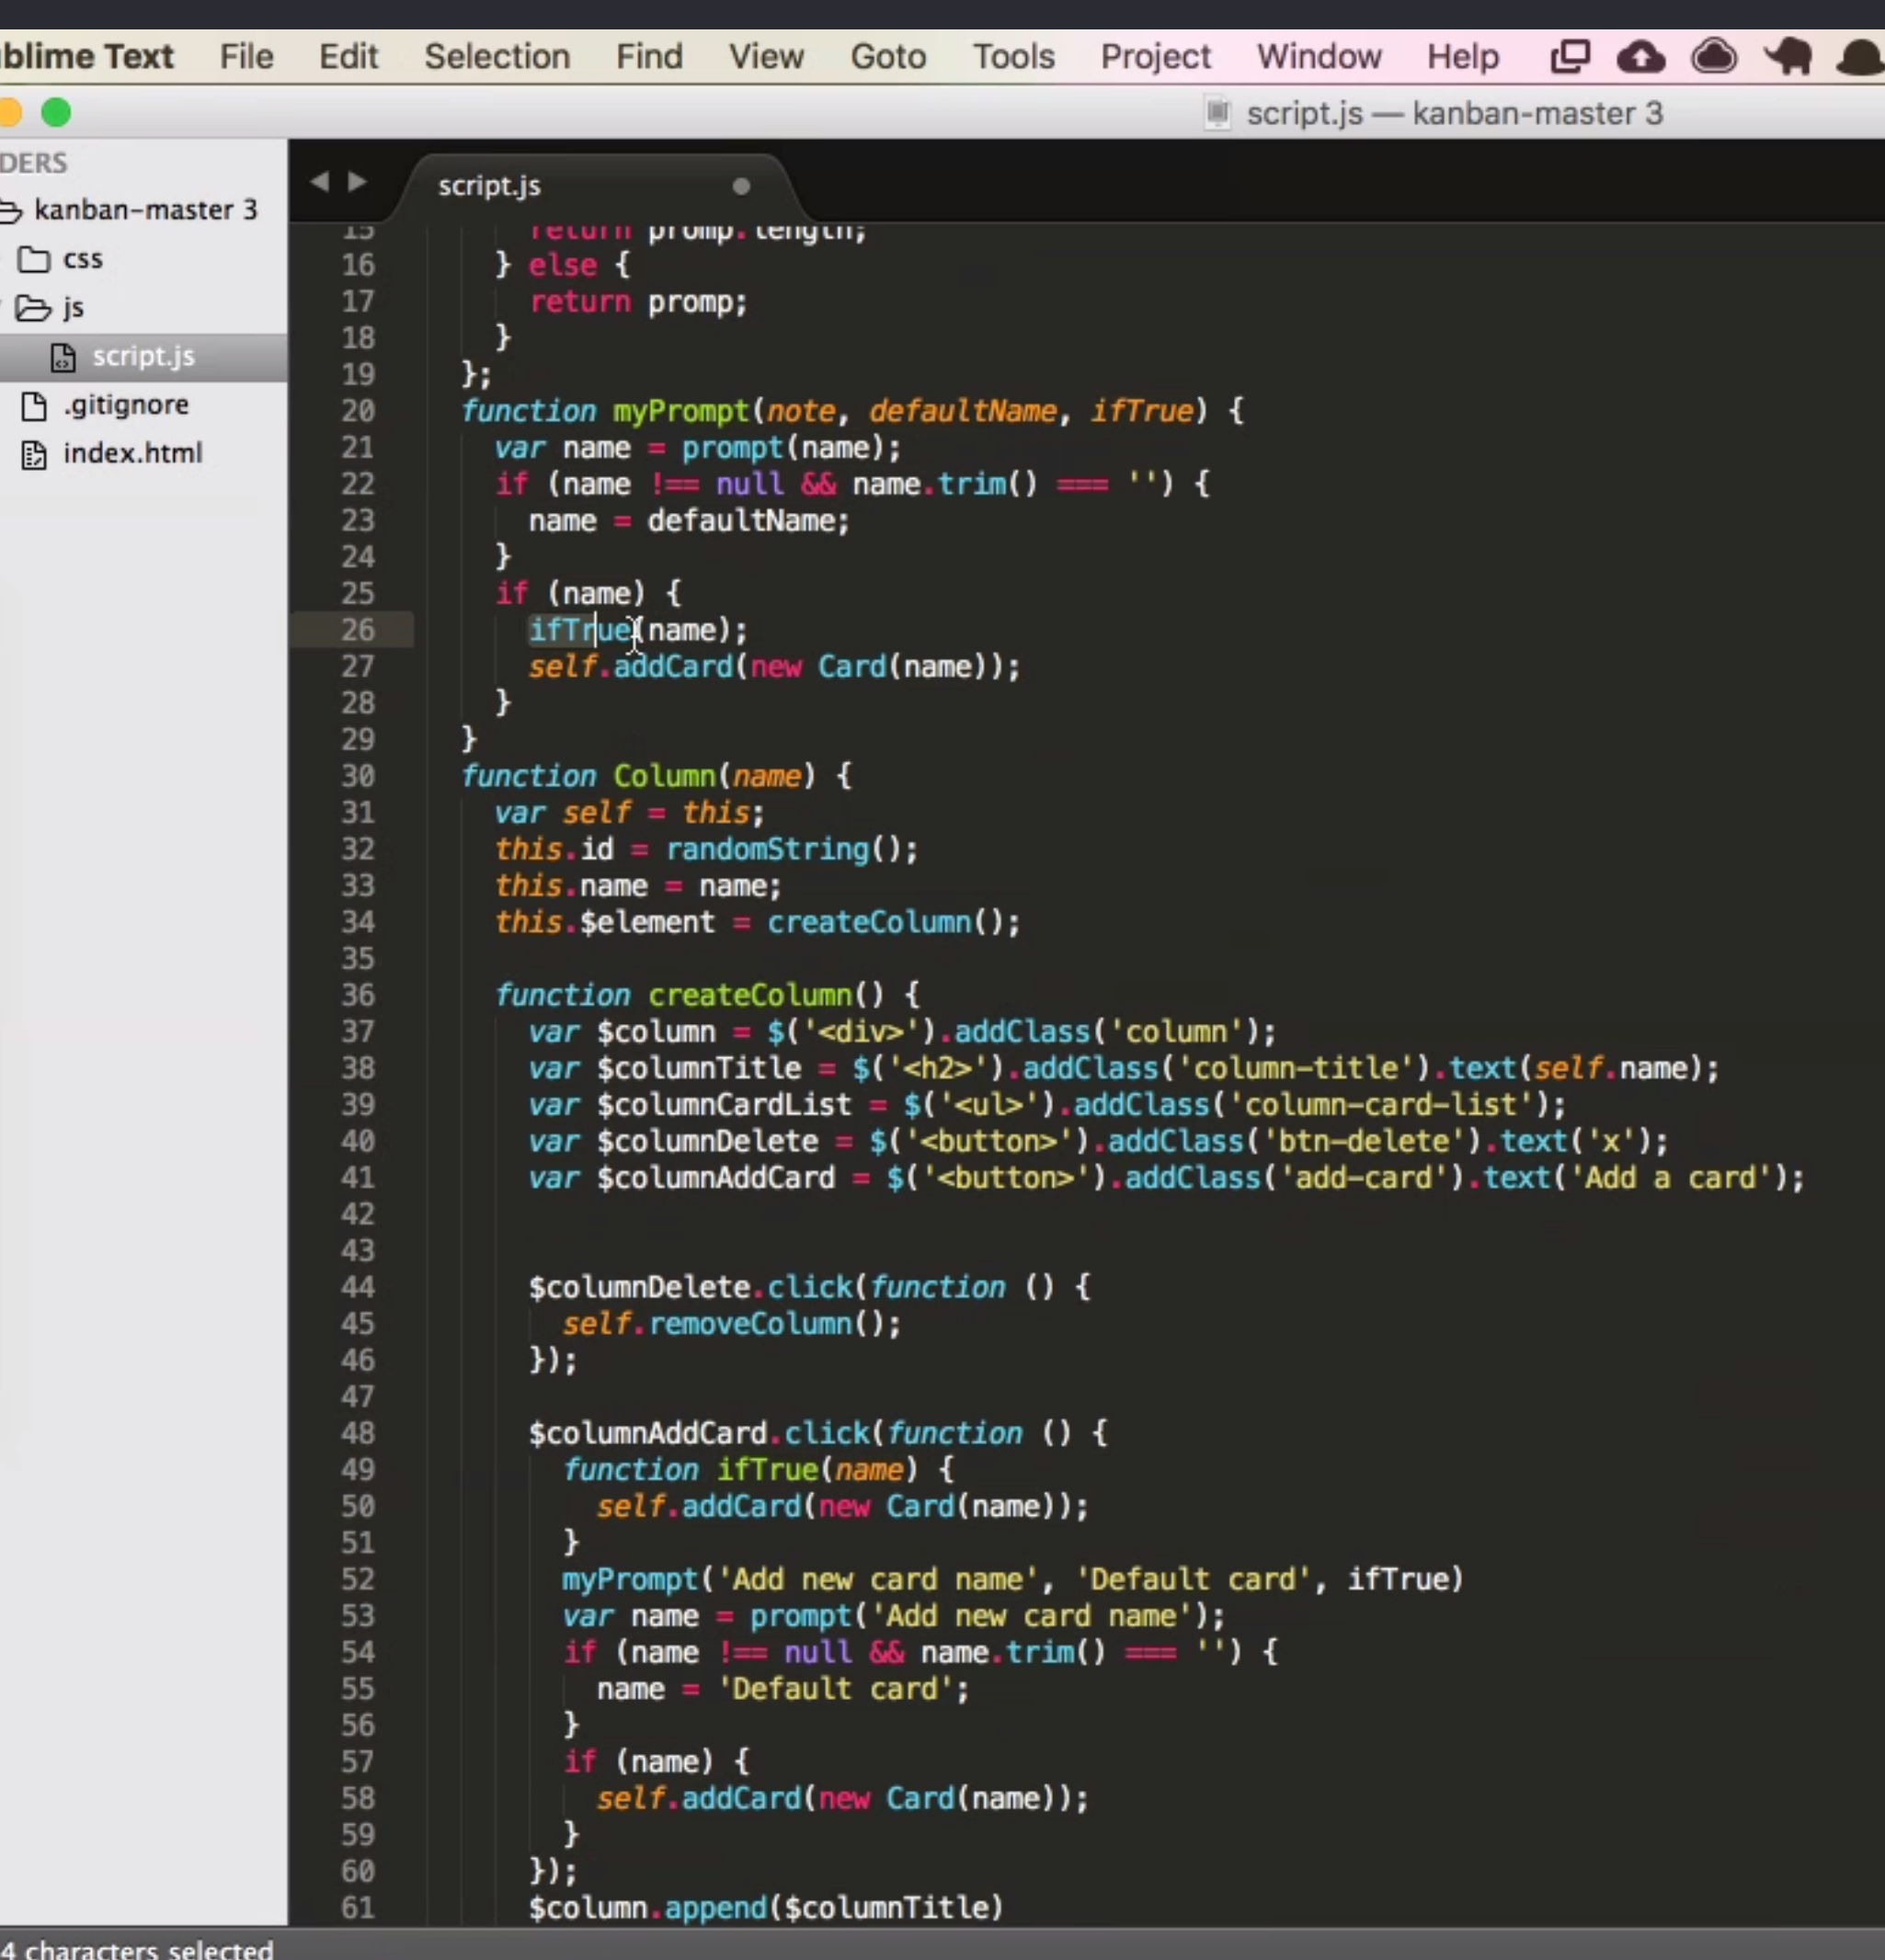 blime Text File Edit Selection Find View Goto Tools Project Window Help
script.js — kanban-master 3
DERS
kanban-master 3
css
js
script.js
.gitignore
index.html
script.js
15 return promp.length;
16 } else {
17 return promp;
18 }
19 };
20 function myPrompt(note, defaultName, ifTrue) {
21 var name = prompt(name);
22 if (name !== null && name.trim() === '') {
23 name = defaultName;
24 }
25 if (name) {
26 ifTrue(name);
27 self.addCard(new Card(name));
28 }
29 }
30 function Column(name) {
31 var self = this;
32 this.id = randomString();
33 this.name = name;
34 this.$element = createColumn();
35
36 function createColumn() {
37 var $column = $('<div>').addClass('column');
38 var $columnTitle = $('<h2>').addClass('column-title').text(self.name);
39 var $columnCardList = $('<ul>').addClass('column-card-list');
40 var $columnDelete = $('<button>').addClass('btn-delete').text('x');
41 var $columnAddCard = $('<button>').addClass('add-card').text('Add a card');
42
43
44 $columnDelete.click(function () {
45 self.removeColumn();
46 });
47
48 $columnAddCard.click(function () {
49 function ifTrue(name) {
50 self.addCard(new Card(name));
51 }
52 myPrompt('Add new card name', 'Default card', ifTrue)
53 var name = prompt('Add new card name');
54 if (name !== null && name.trim() === '') {
55 name = 'Default card';
56 }
57 if (name) {
58 self.addCard(new Card(name));
59 }
60 });
61 $column.append($columnTitle)
4 characters selected